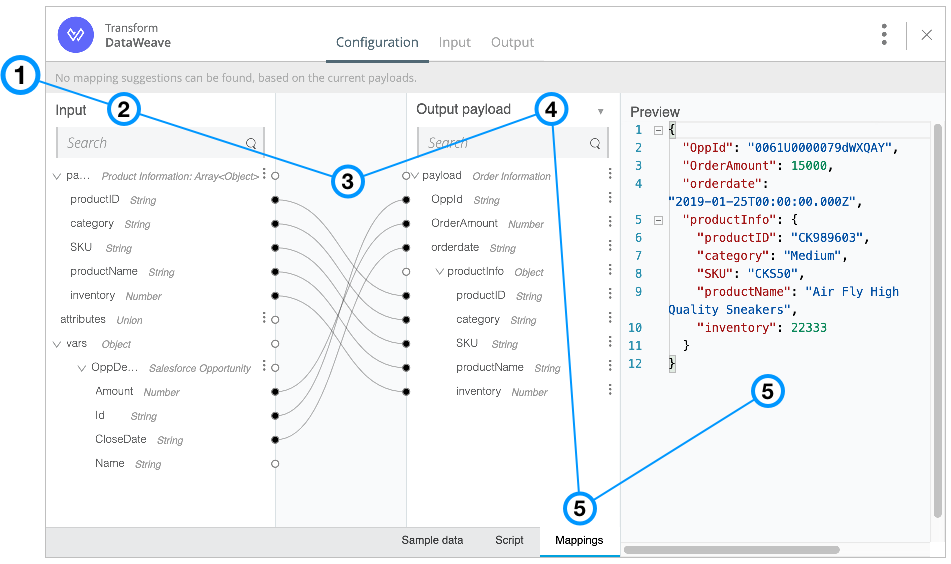 Transform
DataWeave
Configuration Input Output
1
No mapping suggestions can be found, based on the current payloads.
Input 2
Output payload 4
Preview
Search
Search
3
pa... Product Information: Array<Object>
productID String
category String
SKU String
productName String
inventory Number
attributes Union
vars Object
OppDe... Salesforce Opportunity
Amount Number
Id String
CloseDate String
Name String
payload Order Information
OppId String
OrderAmount Number
orderdate String
productInfo Object
productID String
category String
SKU String
productName String
inventory Number
1 {
2 "OppId": "0061U0000079dWXQAY",
3 "OrderAmount": 15000,
4 "orderdate":
"2019-01-25T00:00:00.000Z",
5 "productInfo": {
6 "productID": "CK989603",
7 "category": "Medium",
8 "SKU": "CKS50",
9 "productName": "Air Fly High
Quality Sneakers",
10 "inventory": 22333
11 }
12 }
5
5
Sample data Script Mappings